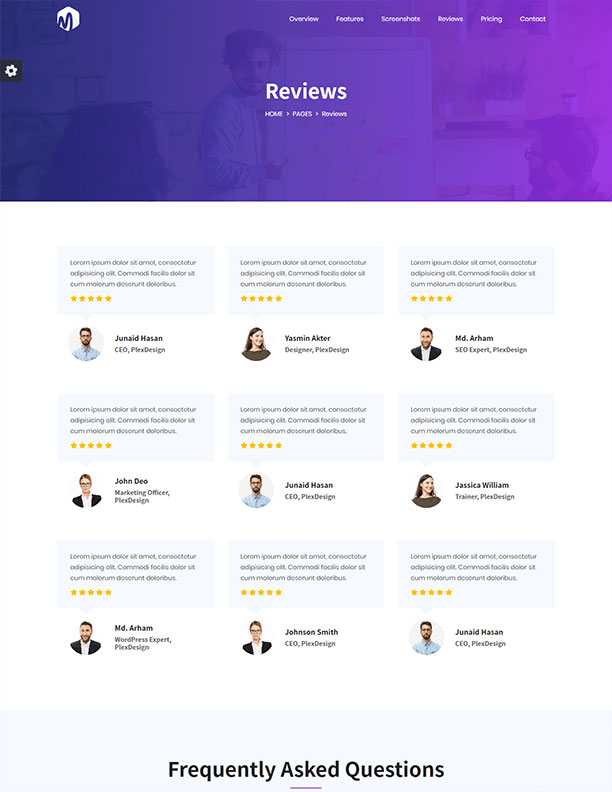 M
Overview Features Screenshots Reviews Pricing Contact
Reviews
HOME > PAGES > Reviews
Lorem ipsum dolor sit amet, consectetur
adipisicing elit. Commodi facilis dolor sit
cum molorum desorunt doloribus.
Junaid Hasan
CEO, PlexDesign
Lorem ipsum dolor sit amet, consectetur
adipisicing elit. Commodi facilis dolor sit
cum molorum desorunt doloribus.
Yasmin Akter
Designer, PlexDesign
Lorem ipsum dolor sit amet, consectetur
adipisicing elit. Commodi facilis dolor sit
cum molorum desorunt doloribus.
Md. Arham
SEO Expert, PlexDesign
Lorem ipsum dolor sit amet, consectetur
adipisicing elit. Commodi facilis dolor sit
cum molorum desorunt doloribus.
John Deo
Marketing Officer,
PlexDesign
Lorem ipsum dolor sit amet, consectetur
adipisicing elit. Commodi facilis dolor sit
cum molorum desorunt doloribus.
Junaid Hasan
CEO, PlexDesign
Lorem ipsum dolor sit amet, consectetur
adipisicing elit. Commodi facilis dolor sit
cum molorum desorunt doloribus.
Jassica William
Trainer, PlexDesign
Lorem ipsum dolor sit amet, consectetur
adipisicing elit. Commodi facilis dolor sit
cum molorum desorunt doloribus.
Md. Arham
WordPress Expert,
PlexDesign
Lorem ipsum dolor sit amet, consectetur
adipisicing elit. Commodi facilis dolor sit
cum molorum desorunt doloribus.
Johnson Smith
CEO, PlexDesign
Lorem ipsum dolor sit amet, consectetur
adipisicing elit. Commodi facilis dolor sit
cum molorum desorunt doloribus.
Junaid Hasan
CEO, PlexDesign
Frequently Asked Questions